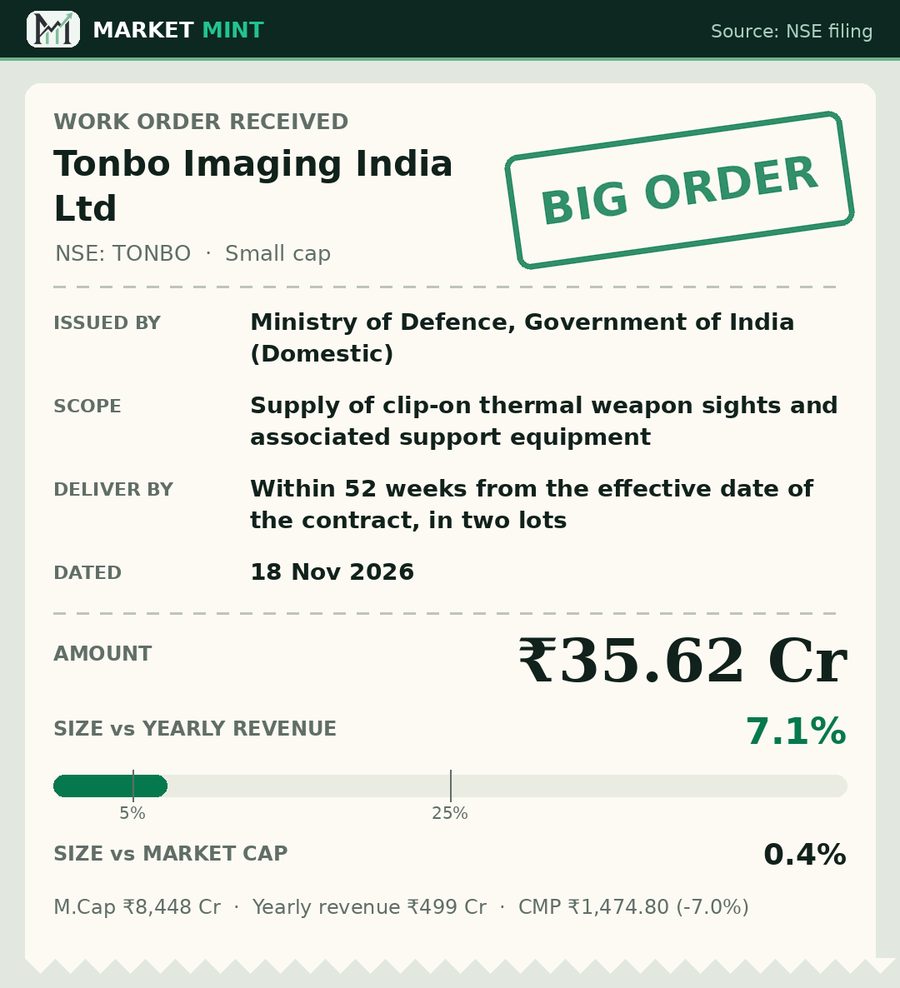 MARKET MINT
Source: NSE filing
WORK ORDER RECEIVED
Tonbo Imaging India
Ltd
BIG ORDER
NSE: TONBO · Small cap
ISSUED BY
Ministry of Defence, Government of India
(Domestic)
SCOPE
Supply of clip-on thermal weapon sights and
associated support equipment
DELIVER BY
Within 52 weeks from the effective date of
the contract, in two lots
DATED
18 Nov 2026
AMOUNT
₹35.62 Cr
SIZE vs YEARLY REVENUE
7.1%
5%
25%
SIZE vs MARKET CAP
0.4%
M.Cap ₹8,448 Cr · Yearly revenue ₹499 Cr · CMP ₹1,474.80 (-7.0%)